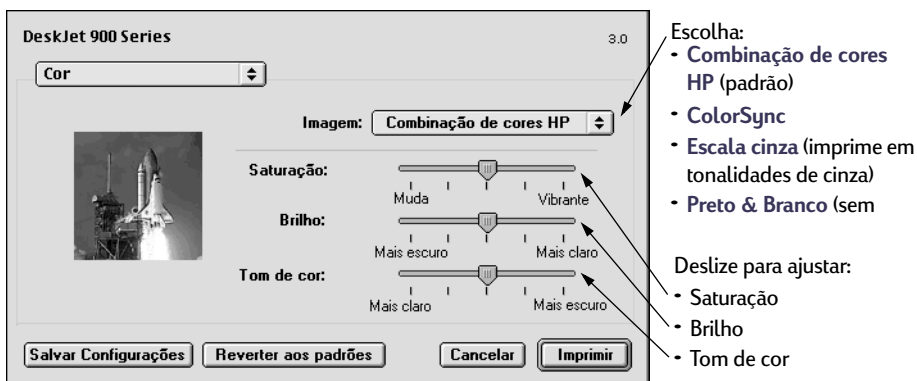 DeskJet 900 Series
3.0
Cor
Imagem: Combinação de cores HP
Saturação:
Muda Vibrante
Brilho:
Mais escuro Mais claro
Tom de cor:
Mais claro Mais escuro
Salvar Configurações Reverter aos padrões Cancelar Imprimir
Escolha:
• Combinação de cores
HP (padrão)
• ColorSync
• Escala cinza (imprime em
tonalidades de cinza)
• Preto & Branco (sem
Deslize para ajustar:
• Saturação
• Brilho
• Tom de cor